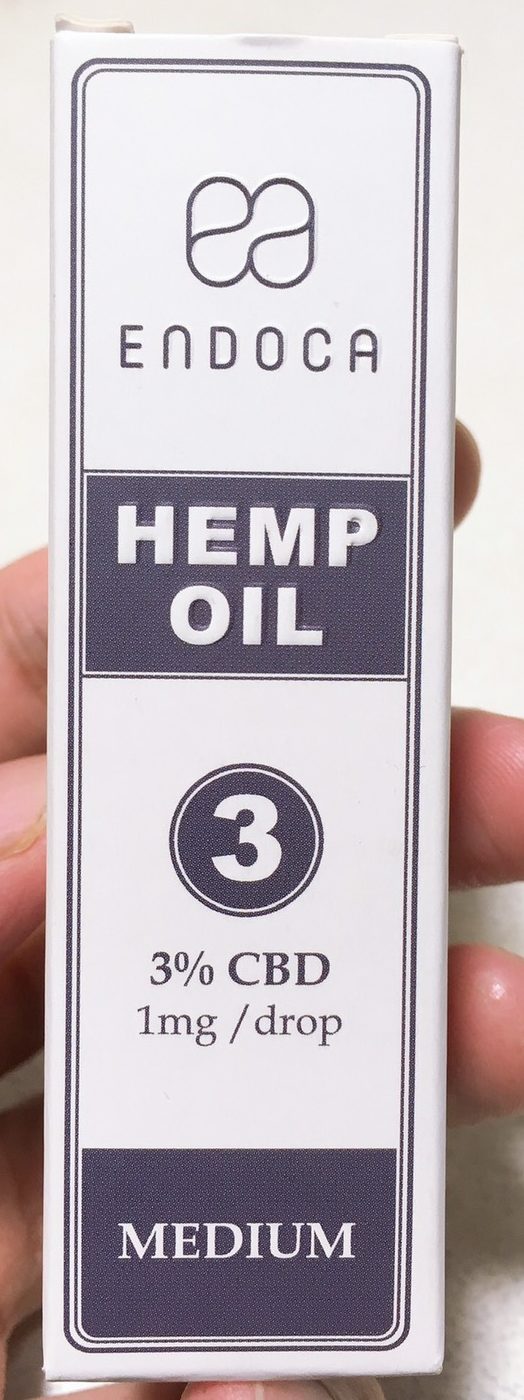 ENDOCA
HEMP
OIL
3
3% CBD
1mg /drop
MEDIUM